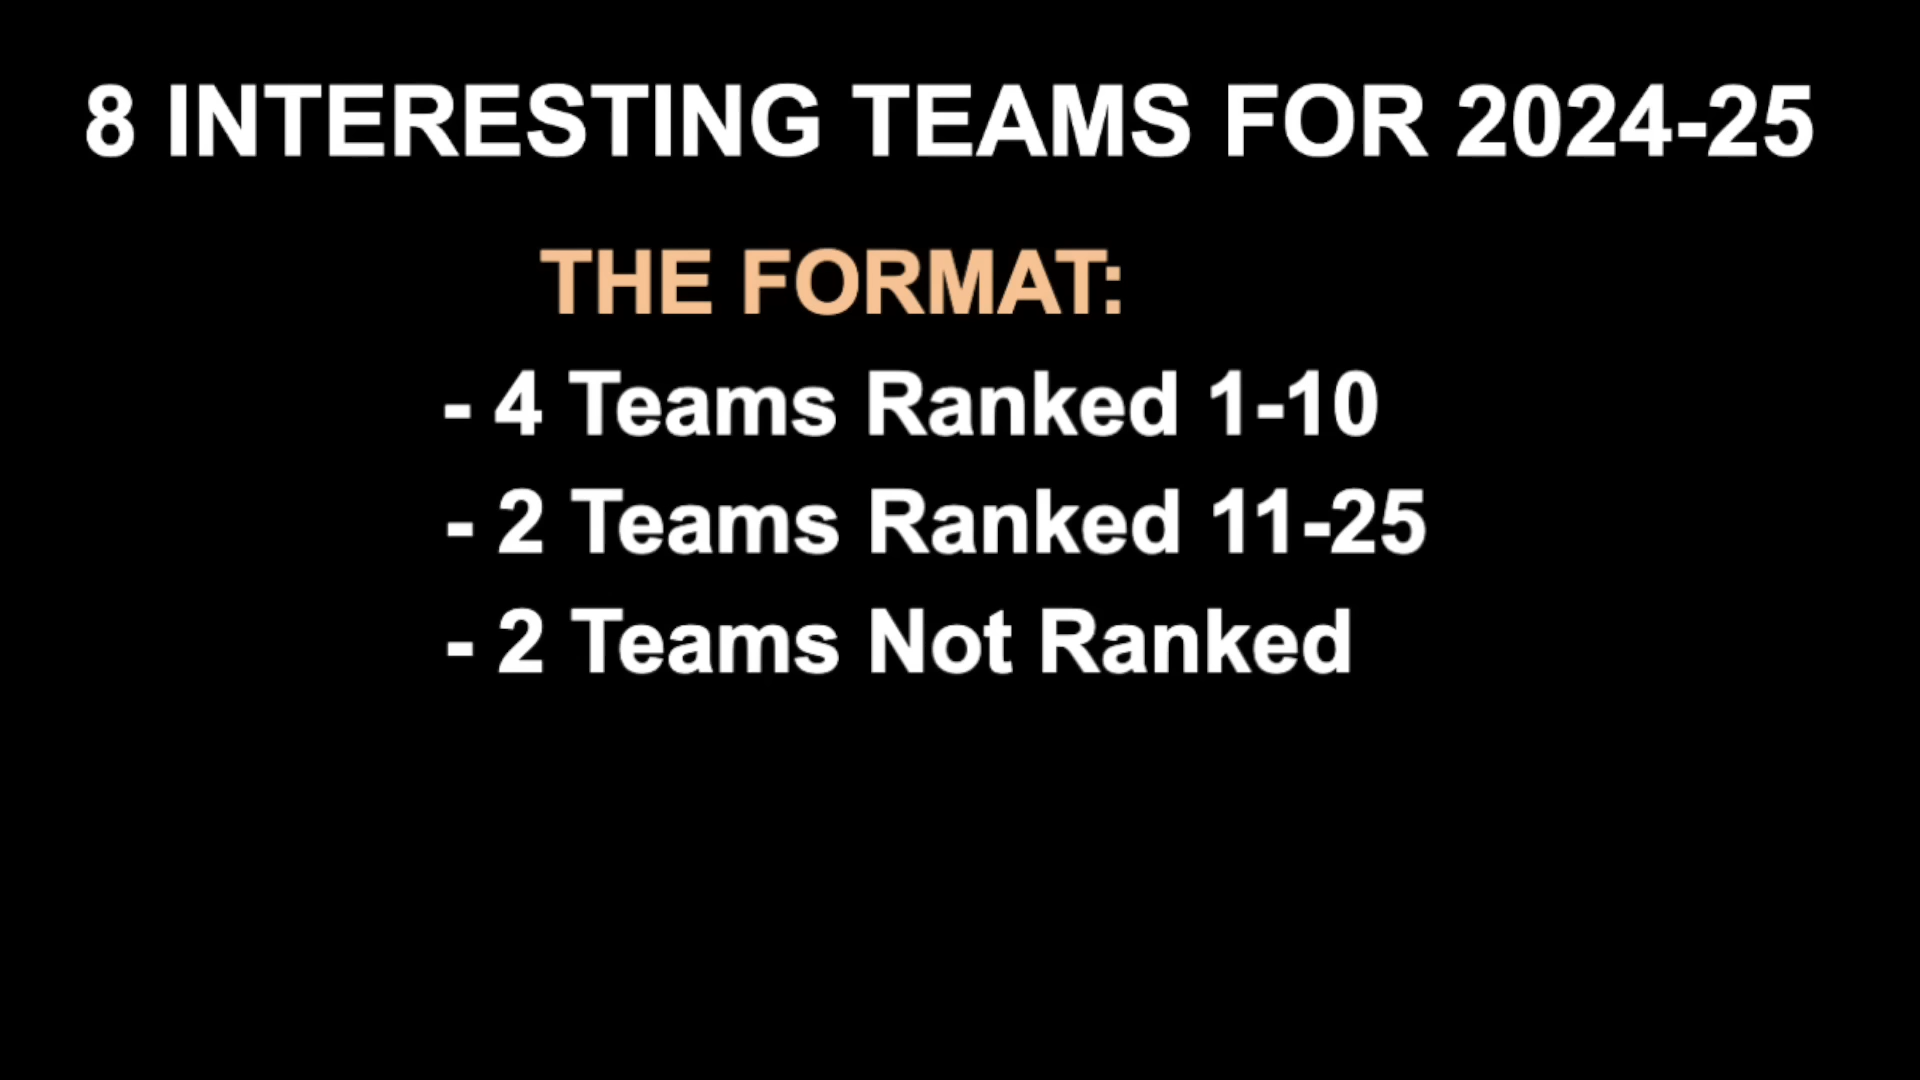 8 INTERESTING TEAMS FOR 2024-25
THE FORMAT:
- 4 Teams Ranked 1-10
- 2 Teams Ranked 11-25
- 2 Teams Not Ranked